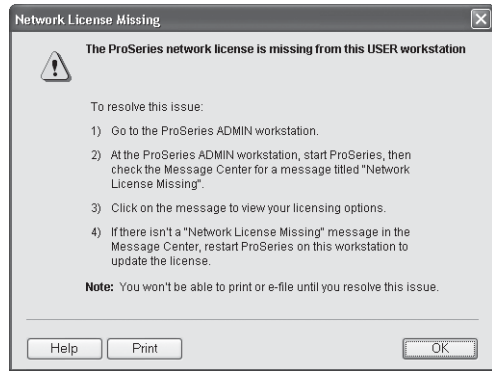 Network License Missing
The ProSeries network license is missing from this USER workstation
To resolve this issue:
1) Go to the ProSeries ADMIN workstation.
2) At the ProSeries ADMIN workstation, start ProSeries, then
check the Message Center for a message titled "Network
License Missing".
3) Click on the message to view your licensing options.
4) If there isn't a "Network License Missing" message in the
Message Center, restart ProSeries on this workstation to
update the license.
Note: You won't be able to print or e-file until you resolve this issue.
Help Print OK